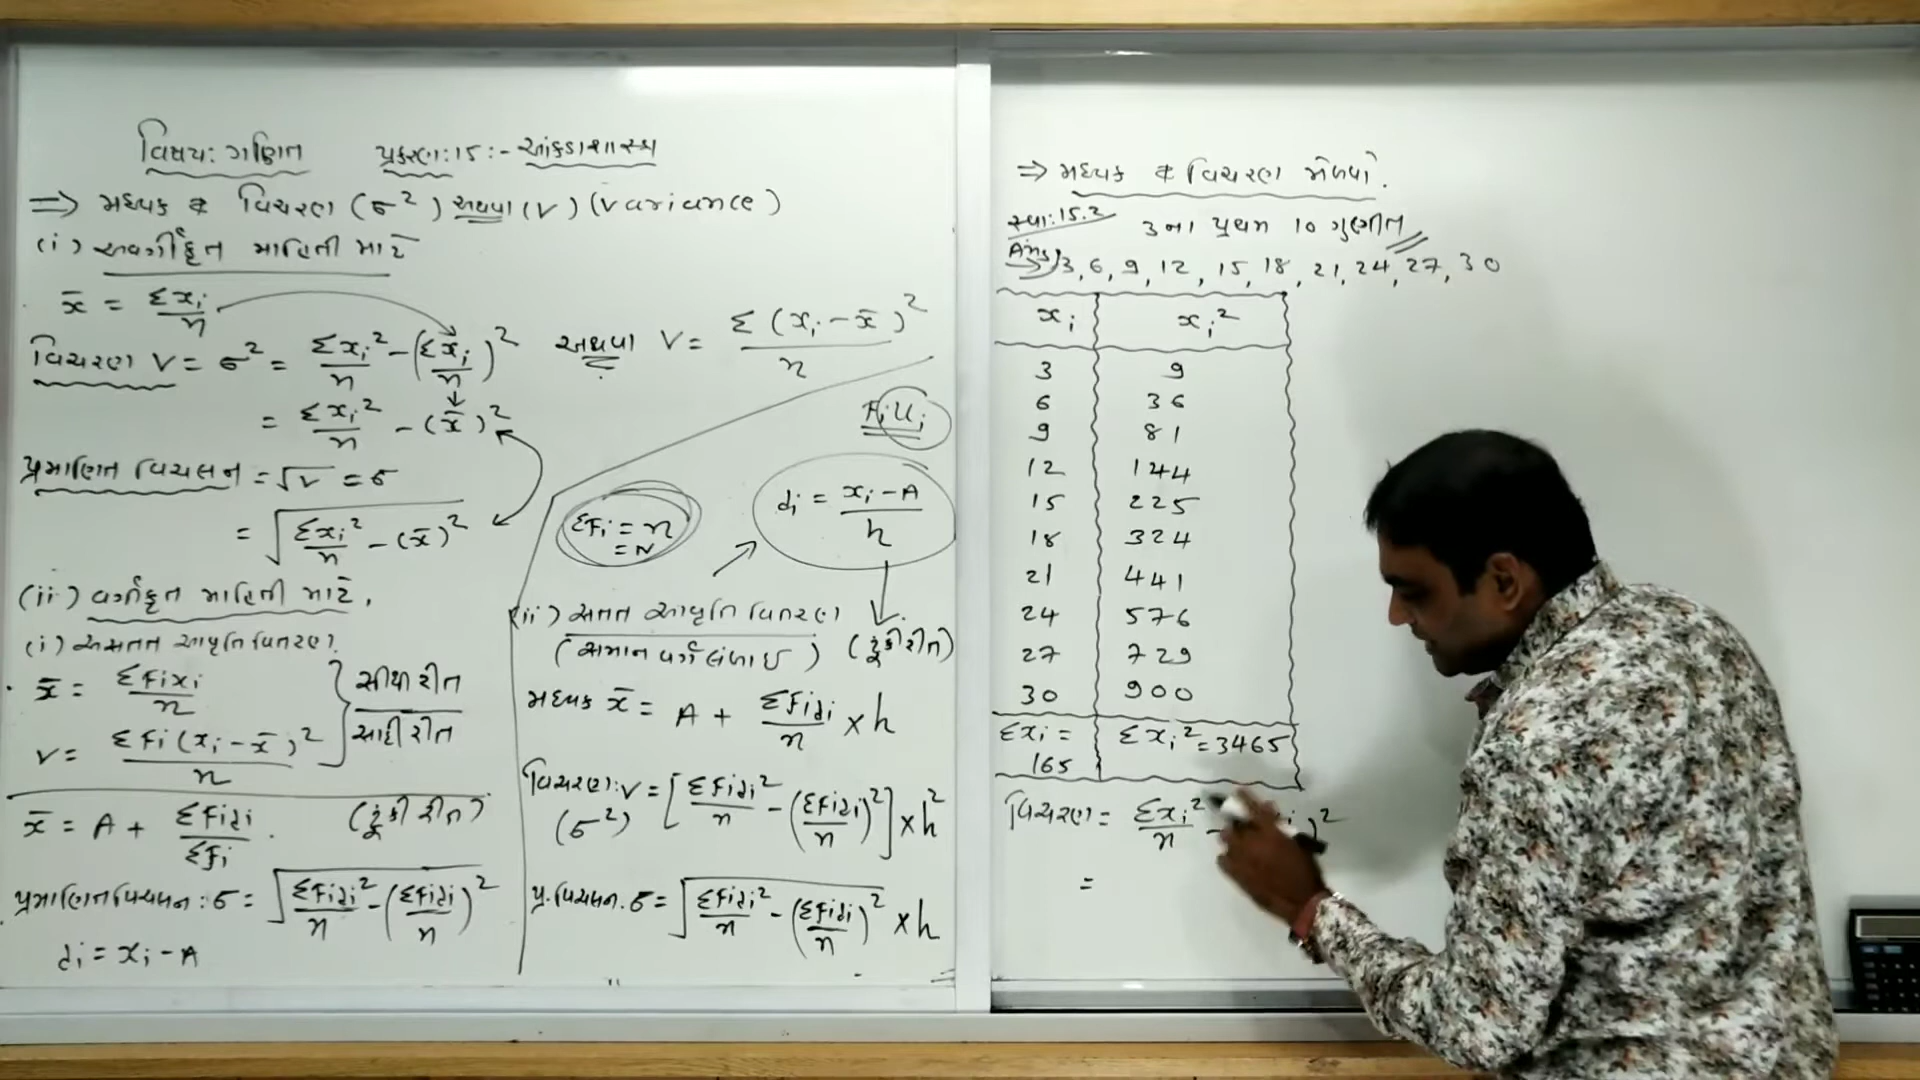 વિષય: ગણિત પ્રકરણ: 15 :- આંકડાશાસ્ત્ર
⇒ મધ્યક & વિચરણ (σ²) અથવા (V) (Variance)
(i) અવર્ગીકૃત માહિતી માટે
x̄ = Σxi/n
વિચરણ V = σ² = Σxi²/n - (Σxi/n)² અથવા V = Σ(xi - x̄)²/n
= Σxi²/n - (x̄)²
પ્રમાણિત વિચલન = √V = σ
= √(Σxi²/n - (x̄)²)
(ii) વર્ગીકૃત માહિતી માટે,
(i) અસતત આવૃત્તિ વિતરણ.
x̄ = Σfixi/n
V = Σfi(xi - x̄)²/n
સીધી રીત
સાદી રીત
x̄ = A + Σfidi/Σfi . (ટૂંકી રીત)
પ્રમાણિત વિચલન : σ = √(Σfidi²/n - (Σfidi/n)²)
di = xi - A
fiui
Σfi = n
= N
di = (xi - A)/h
(ii) સતત આવૃત્તિ વિતરણ
(સમાન વર્ગલંબાઈ) (ટૂંકી રીત)
મધ્યક x̄ = A + Σfidi/n × h
વિચરણ: V = [Σfidi²/n - (Σfidi/n)²] × h²
(σ²)
પ્ર. વિચલન. σ = √(Σfidi²/n - (Σfidi/n)²) × h
⇒ મધ્યક & વિચરણ મેળવો.
સ્વા: 15.2 3ના પ્રથમ 10 ગુણીત
Ans → 3, 6, 9, 12, 15, 18, 21, 24, 27, 30
xi xi²
3 9
6 36
9 81
12 144
15 225
18 324
21 441
24 576
27 729
30 900
Σxi = 165 Σxi² = 3465
વિચરણ = Σxi²/n - )²
=